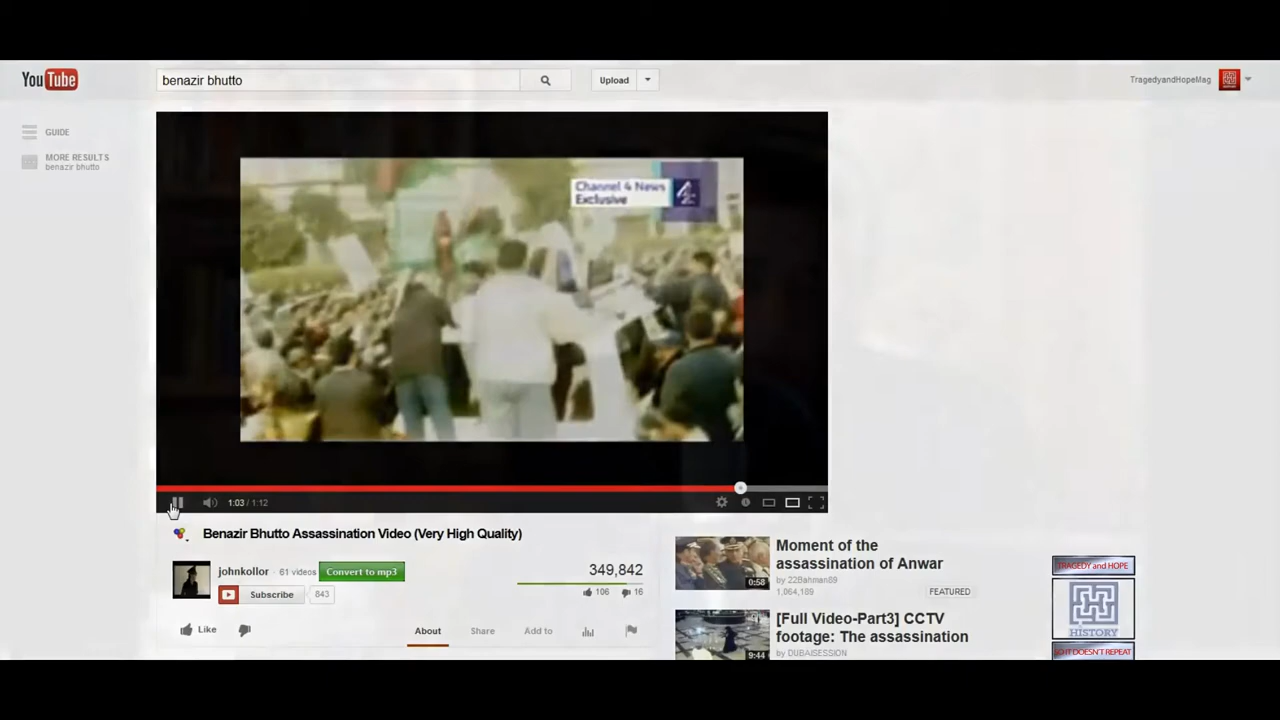 YouTube
benazir bhutto
Upload
TragedyandHopeMag
GUIDE
MORE RESULTS
benazir bhutto
Channel 4 News
Exclusive
4
1:03 / 1:12
Benazir Bhutto Assassination Video (Very High Quality)
johnkollor 61 videos Convert to mp3
Subscribe 843
349,842
106 16
Like
About Share Add to
0:58
Moment of the
assassination of Anwar
by 22Bahman89
1,064,189 FEATURED
9:44
[Full Video-Part3] CCTV
footage: The assassination
by DUBAISESSION
TRAGEDY and HOPE
HISTORY
SO IT DOESN'T REPEAT